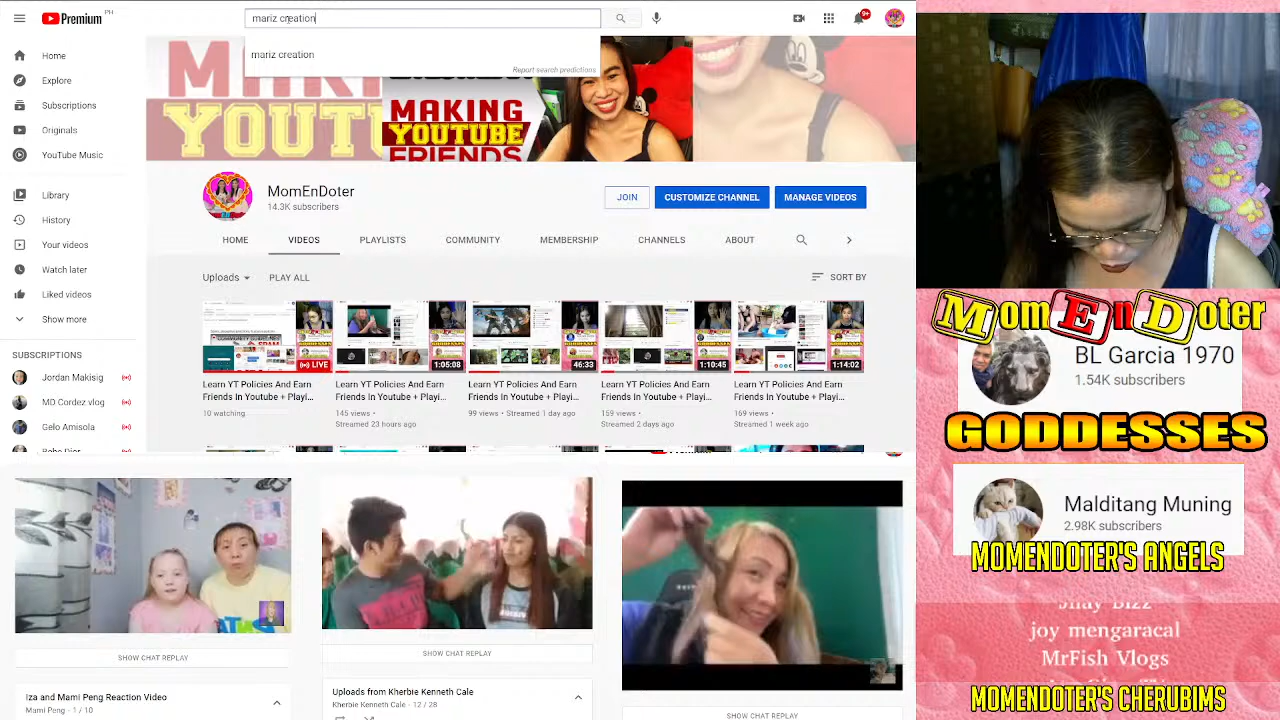 Premium PH
mariz creation
9+
mariz creation
Report search predictions
Home
Explore
Subscriptions
Originals
YouTube Music
Library
History
Your videos
Watch later
Liked videos
Show more
SUBSCRIPTIONS
Jordan Makisig
MD Cordez vlog
Gelo Amisola
MAKING
YOUTUBE
FRIENDS
MomEnDoter
14.3K subscribers
JOIN
CUSTOMIZE CHANNEL
MANAGE VIDEOS
HOME
VIDEOS
PLAYLISTS
COMMUNITY
MEMBERSHIP
CHANNELS
ABOUT
Uploads
PLAY ALL
SORT BY
LIVE
1:05:08
46:33
1:10:45
1:14:02
Learn YT Policies And Earn
Friends In Youtube + Playi...
10 watching
Learn YT Policies And Earn
Friends In Youtube + Playi...
145 views •
Streamed 23 hours ago
Learn YT Policies And Earn
Friends In Youtube + Playi...
99 views • Streamed 1 day ago
Learn YT Policies And Earn
Friends In Youtube + Playi...
159 views •
Streamed 2 days ago
Learn YT Policies And Earn
Friends In Youtube + Playi...
169 views •
Streamed 1 week ago
SHOW CHAT REPLAY
Iza and Mami Peng Reaction Video
Mami Peng - 1 / 10
SHOW CHAT REPLAY
Uploads from Kherbie Kenneth Cale
Kherbie Kenneth Cale - 12 / 28
SHOW CHAT REPLAY
MomEnDoter
BL Garcia 1970
1.54K subscribers
GODDESSES
Malditang Muning
2.98K subscribers
MOMENDOTER'S ANGELS
Jhay Bizz
joy mengaracal
MrFish Vlogs
MOMENDOTER'S CHERUBIMS